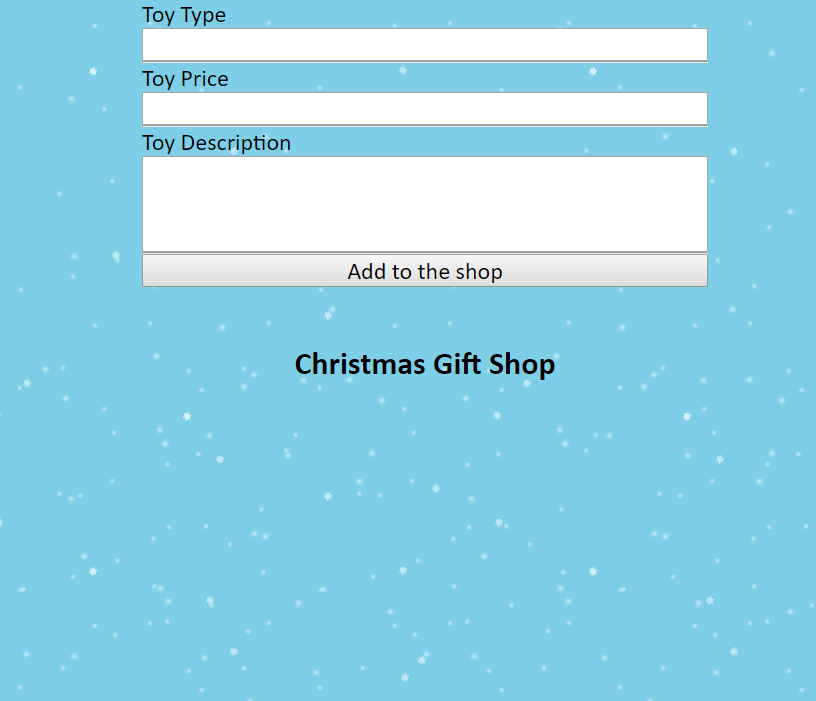 Toy Type
Toy Price
Toy Description
Add to the shop
Christmas Gift Shop